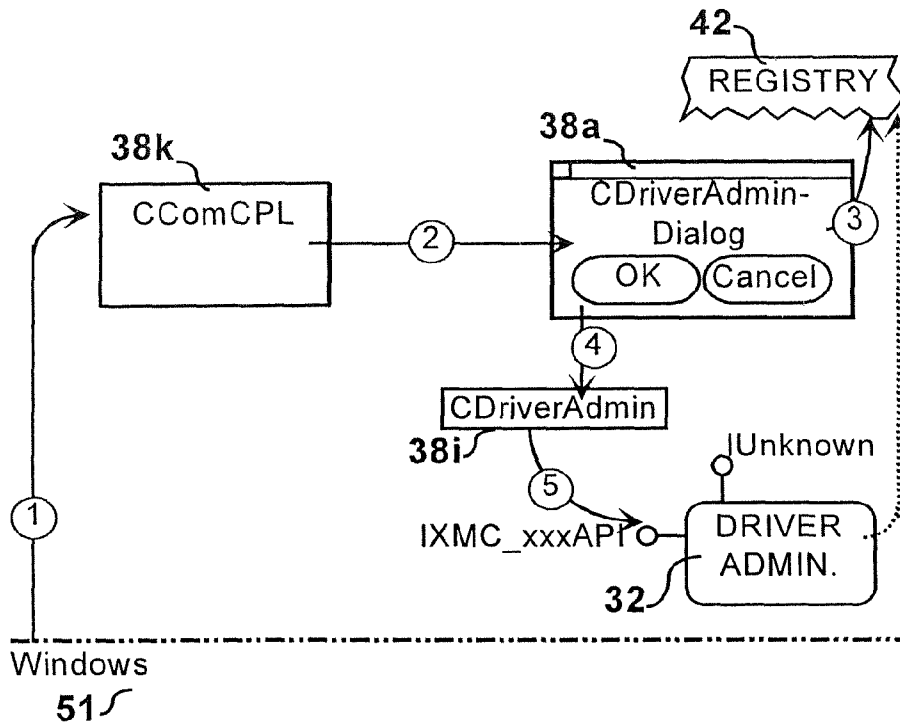 42
REGISTRY
38k
38a
CComCPL
CDriverAdmin-
Dialog
OK
Cancel
2
3
4
CDriverAdmin
38i
5
IUnknown
IXMC_xxxAPI
DRIVER
ADMIN.
32
1
Windows
51